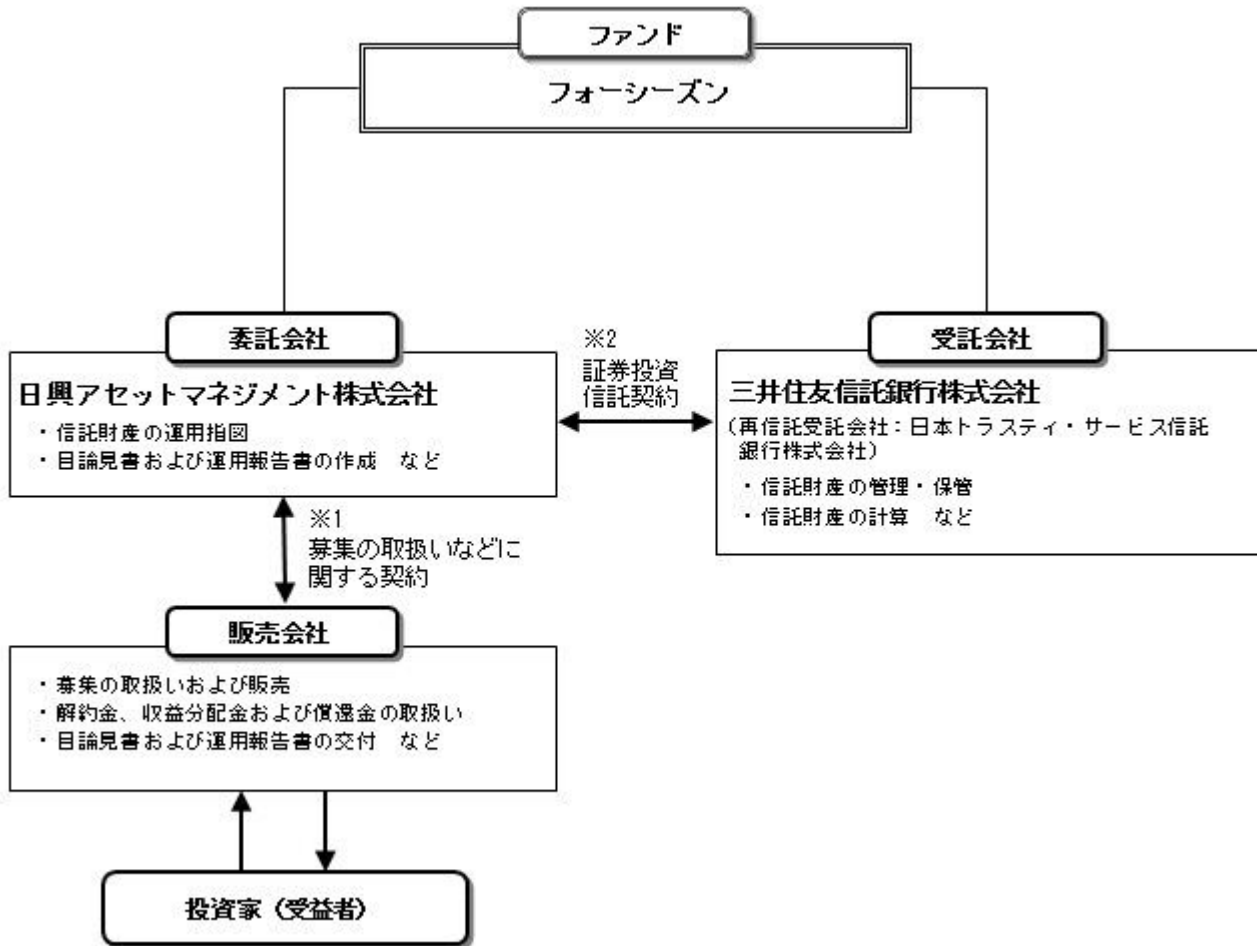 ファンド
フォーシーズン
委託会社
日興アセットマネジメント株式会社
・信託財産の運用指図
・目論見書および運用報告書の作成　など
※2
証券投資
信託契約
受託会社
三井住友信託銀行株式会社
（再信託受託会社：日本トラスティ・サービス信託
銀行株式会社）
・信託財産の管理・保管
・信託財産の計算　など
※1
募集の取扱いなどに
関する契約
販売会社
・募集の取扱いおよび販売
・解約金、収益分配金および償還金の取扱い
・目論見書および運用報告書の交付　など
投資家（受益者）